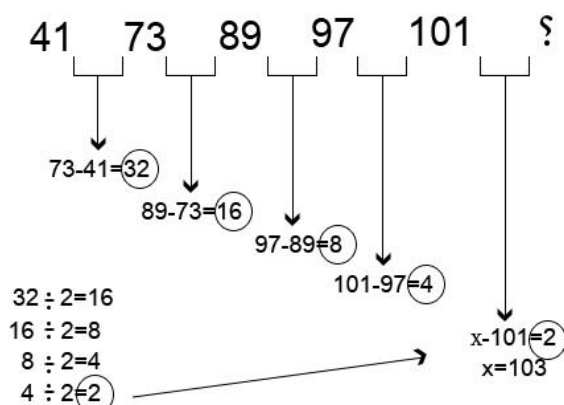 41 73 89 97 101 ؟
73-41=32
89-73=16
97-89=8
101-97=4
32 ÷ 2=16
16 ÷ 2=8
8 ÷ 2=4
4 ÷ 2=2
x-101=2
x=103